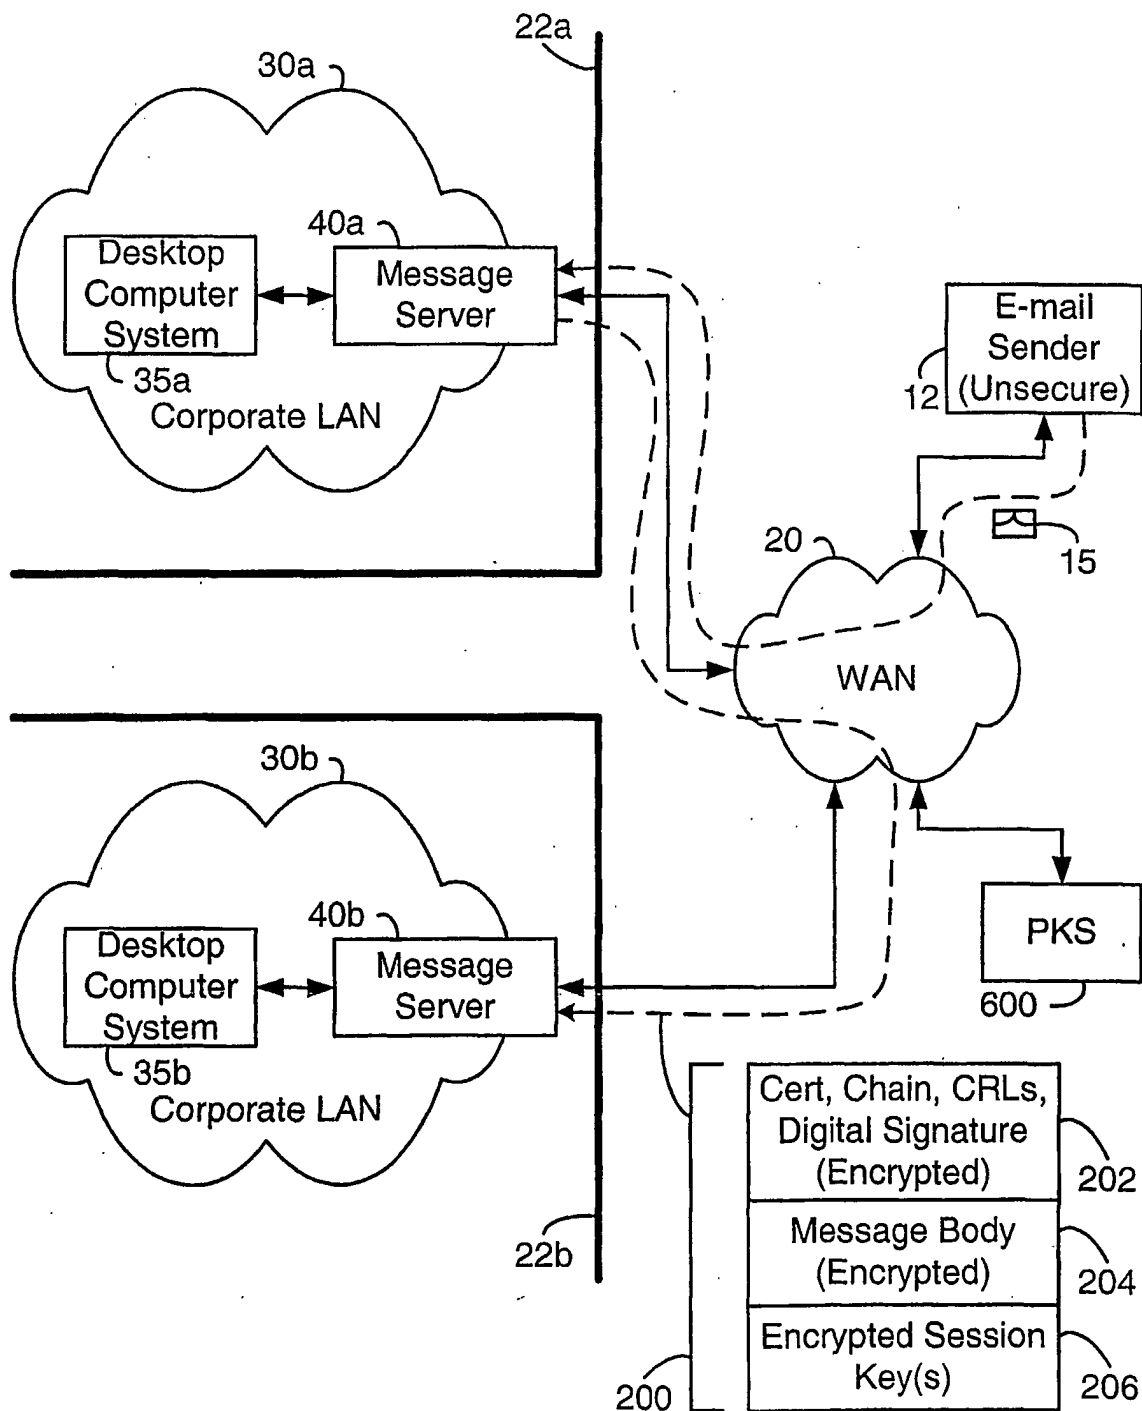 22a
30a
40a
Desktop
Computer
System
Message
Server
35a
Corporate LAN
E-mail
Sender
(Unsecure)
12
15
20
WAN
30b
40b
Desktop
Computer
System
Message
Server
35b
Corporate LAN
PKS
600
22b
Cert, Chain, CRLs,
Digital Signature
(Encrypted)
202
Message Body
(Encrypted)
204
Encrypted Session
Key(s)
206
200